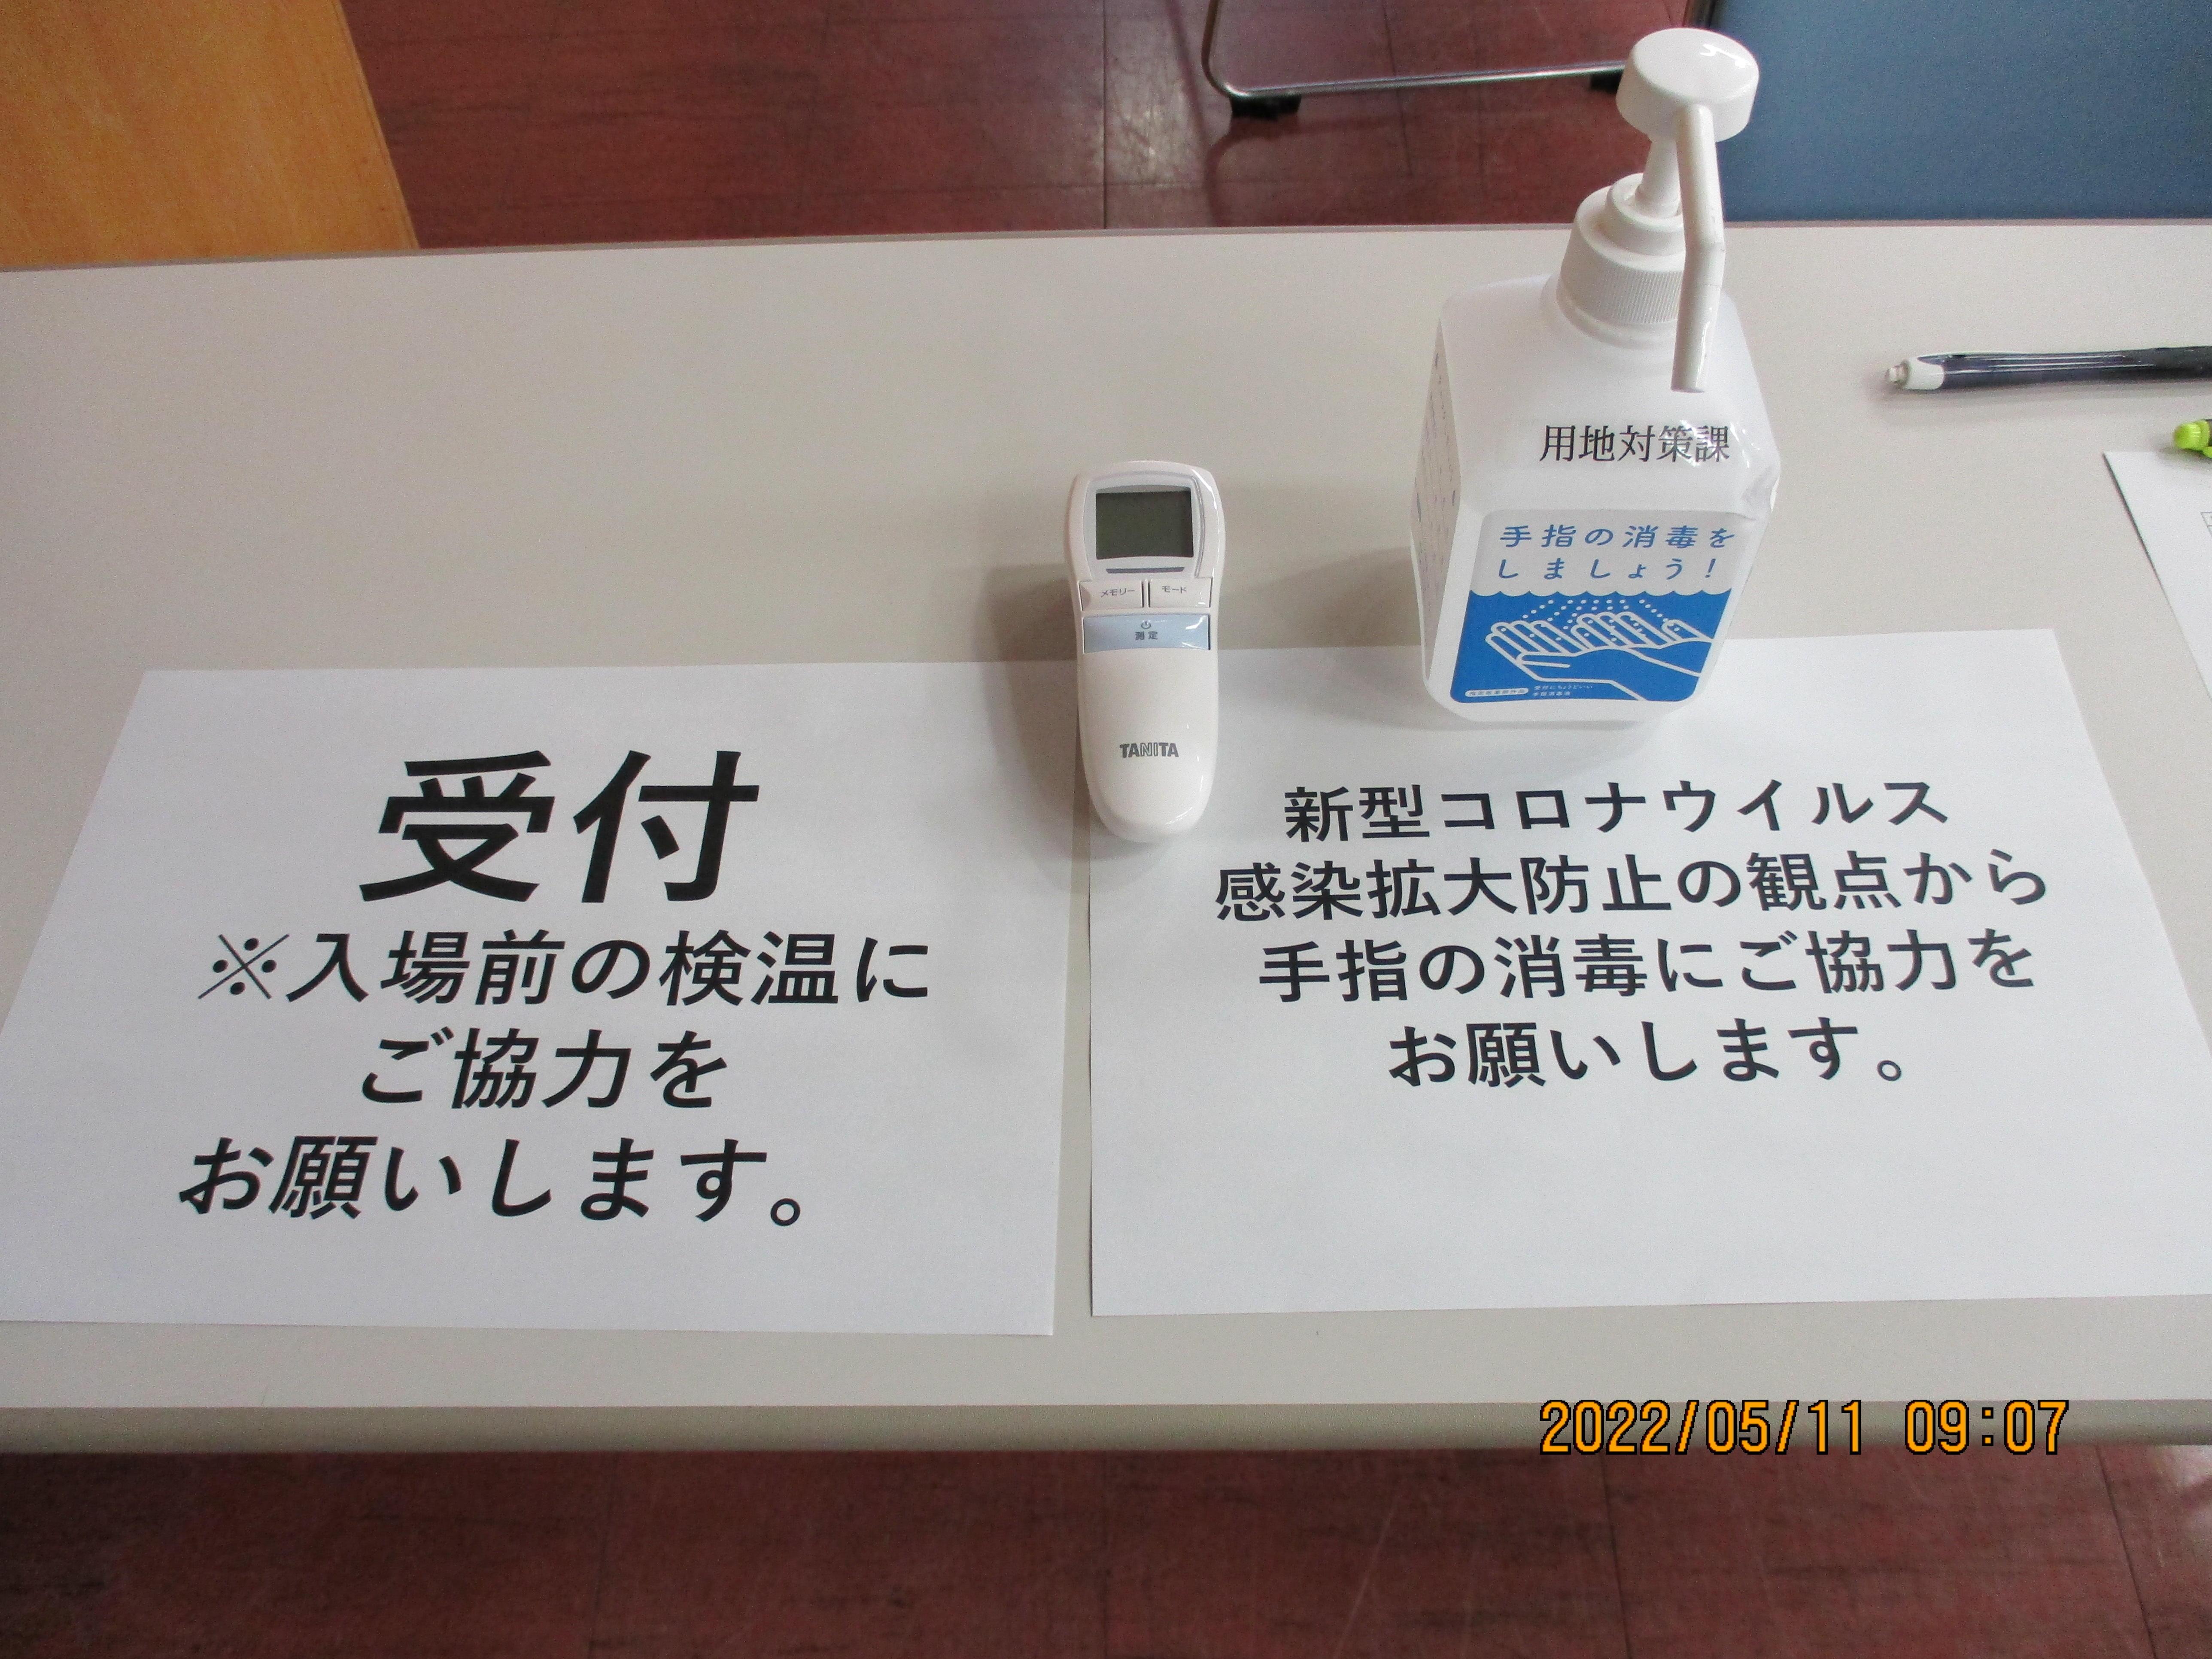 用地対策課
手指の消毒を
しましょう！
メモリー モード
測定
TANITA
受付
※入場前の検温に
ご協力を
お願いします。
新型コロナウイルス
感染拡大防止の観点から
手指の消毒にご協力を
お願いします。
2022/05/11 09:07